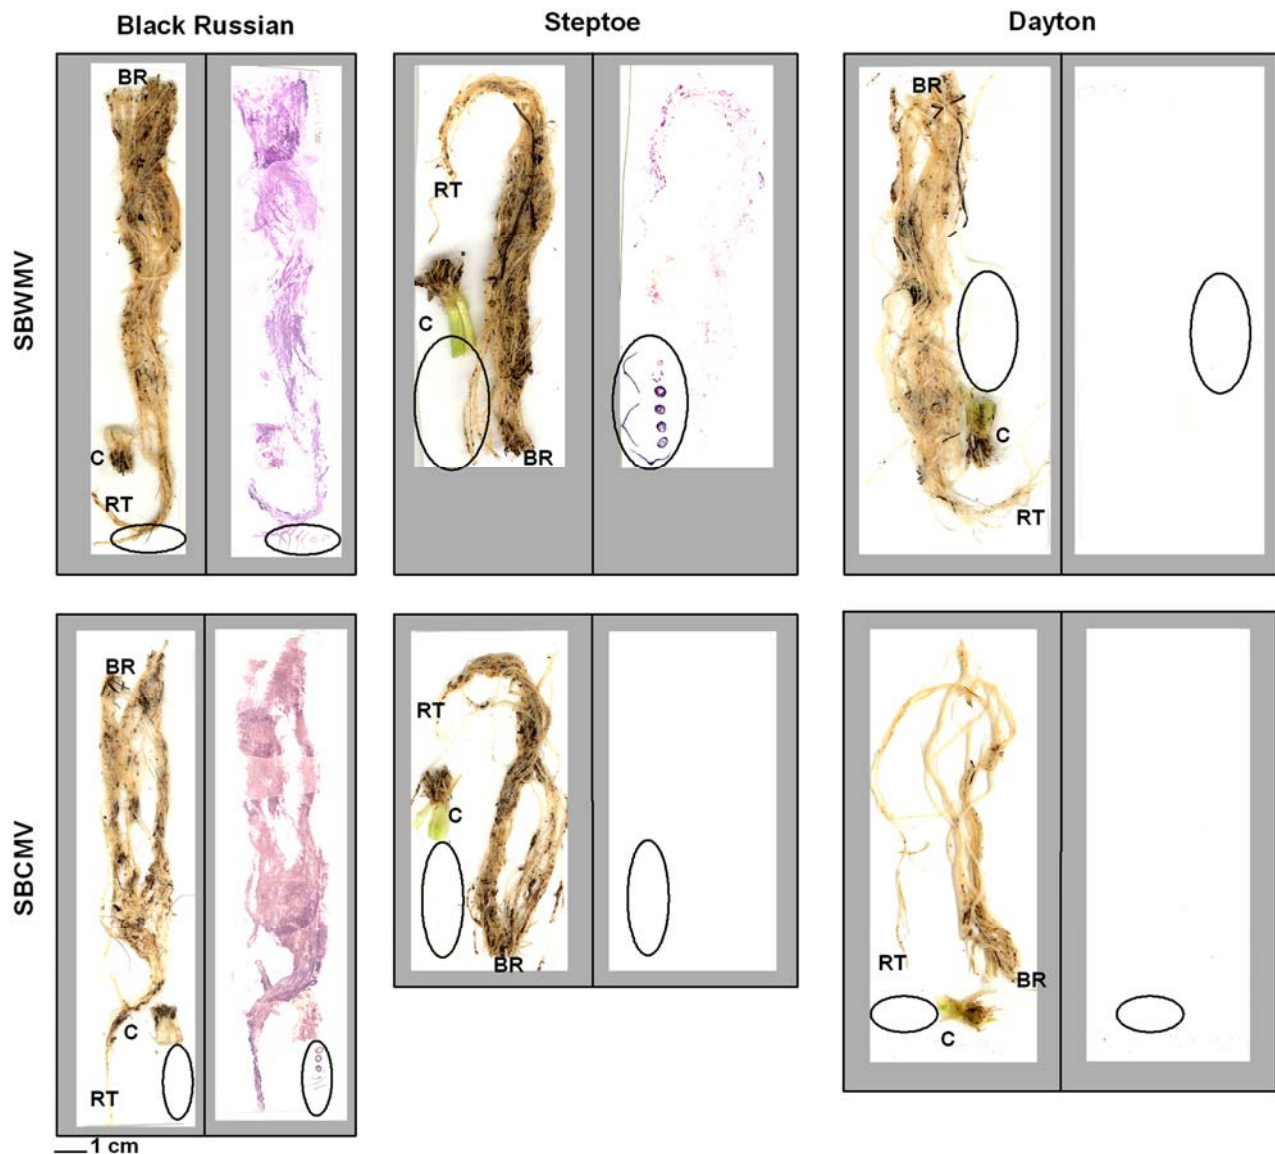 Black Russian
Steptoe
Dayton
SBWMV
BR
C
RT
RT
C
BR
BR
C
RT
SBCMV
BR
C
RT
RT
C
BR
RT
BR
C
1 cm